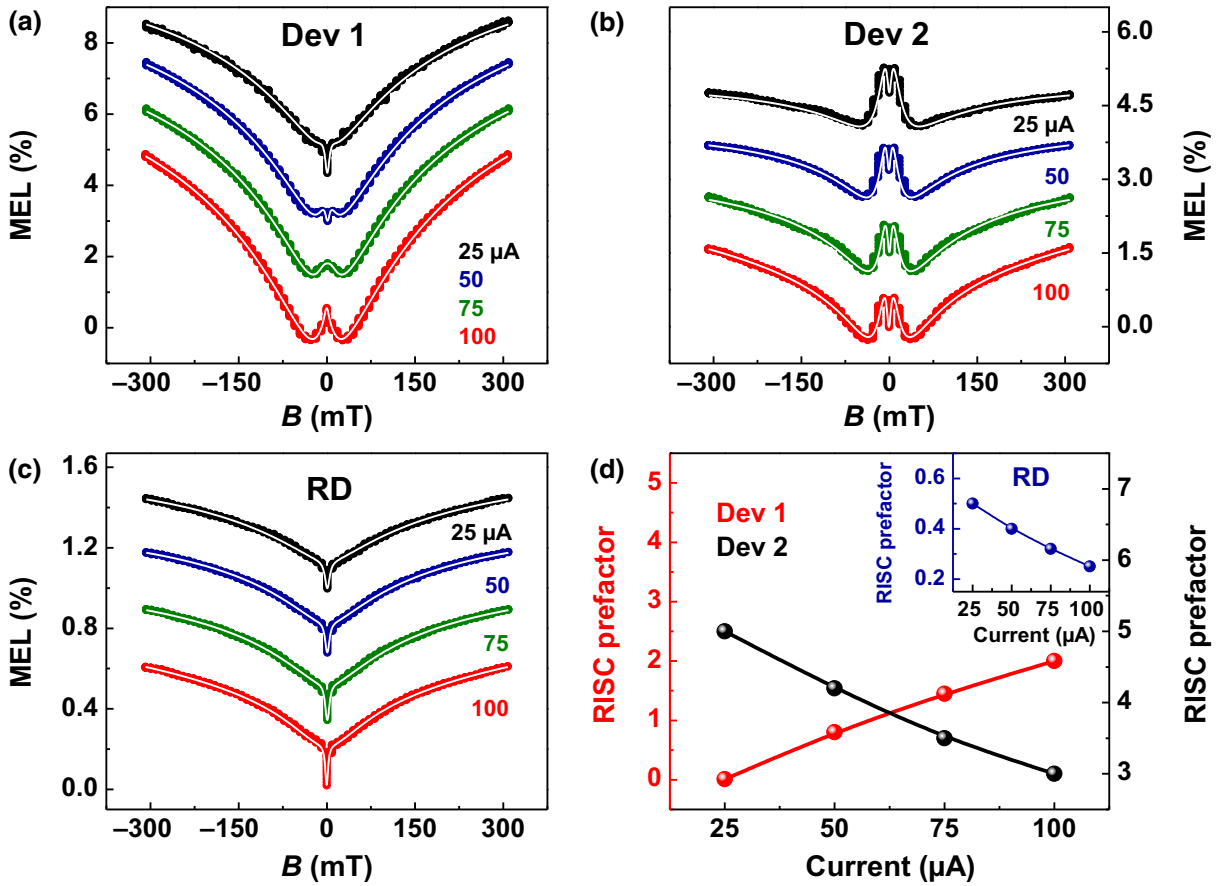 (a)
Dev 1
MEL (%)
8
6
4
2
0
25 μA
50
75
100
−300 −150 0 150 300
B (mT)
(b)
Dev 2
MEL (%)
6.0
4.5
3.0
1.5
0.0
25 μA
50
75
100
−300 −150 0 150 300
B (mT)
(c)
RD
MEL (%)
1.6
1.2
0.8
0.4
0.0
25 μA
50
75
100
−300 −150 0 150 300
B (mT)
(d)
RISC prefactor
5
4
3
2
1
0
Dev 1
Dev 2
RD
RISC prefactor
0.6
0.4
0.2
25 50 75 100
Current (μA)
7
6
5
4
3
RISC prefactor
25 50 75 100
Current (μA)